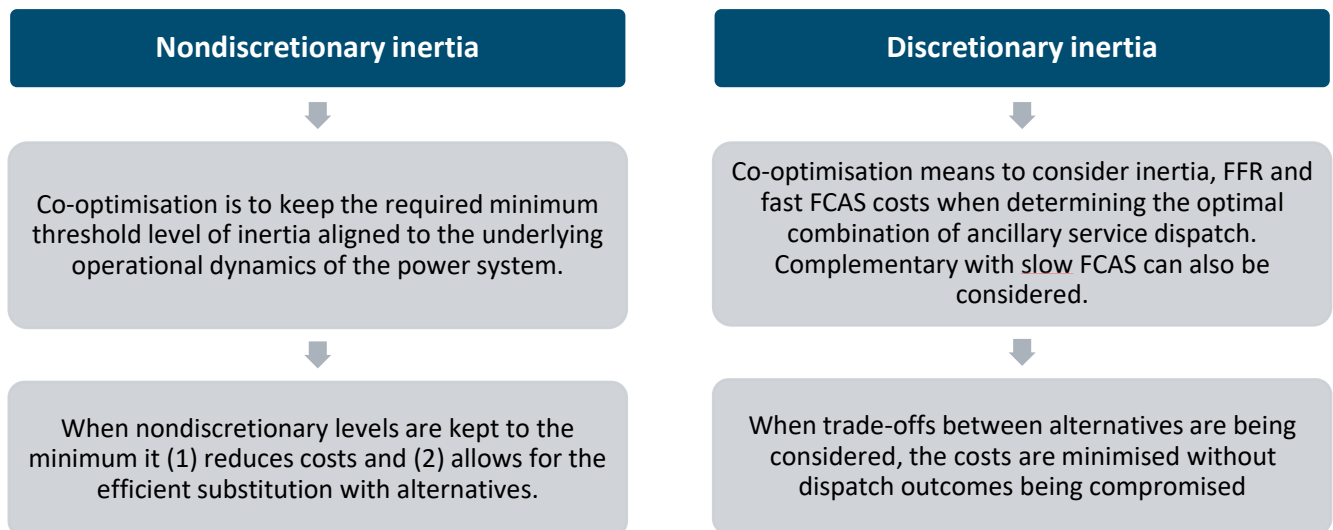 Nondiscretionary inertia
Co-optimisation is to keep the required minimum
threshold level of inertia aligned to the underlying
operational dynamics of the power system.
When nondiscretionary levels are kept to the
minimum it (1) reduces costs and (2) allows for the
efficient substitution with alternatives.
Discretionary inertia
Co-optimisation means to consider inertia, FFR and
fast FCAS costs when determining the optimal
combination of ancillary service dispatch.
Complementary with slow FCAS can also be
considered.
When trade-offs between alternatives are being
considered, the costs are minimised without
dispatch outcomes being compromised